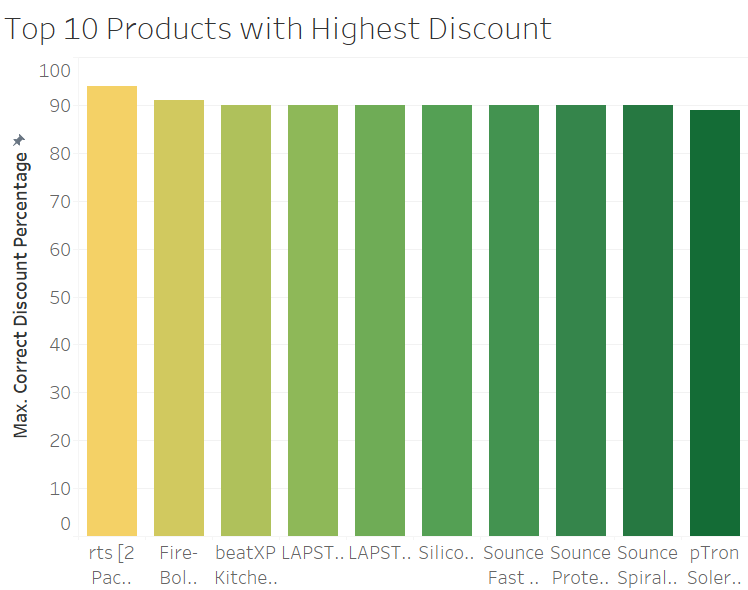 Top 10 Products with Highest Discount
Max. Correct Discount Percentage
100
90
80
70
60
50
40
30
20
10
0
rts [2 Pac..
Fire-Bol..
beatXP Kitche..
LAPST..
LAPST..
Silico..
Sounce Fast ..
Sounce Prote..
Sounce Spiral..
pTron Soler..